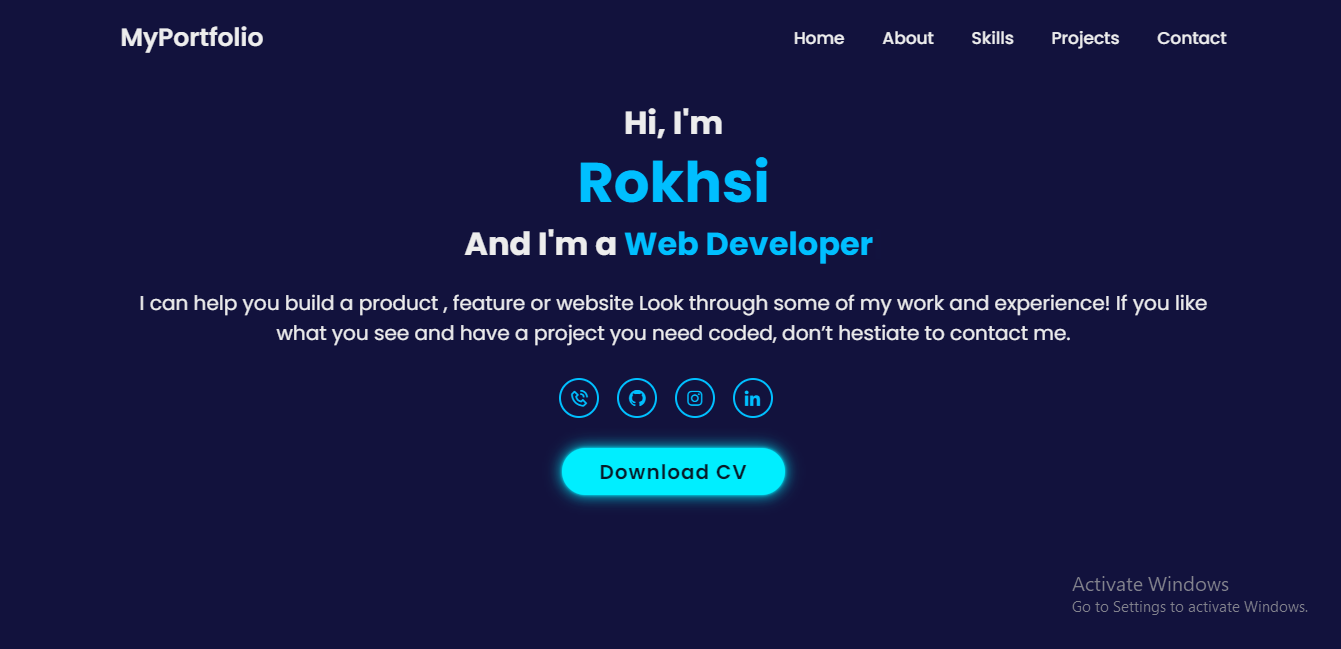 MyPortfolio
Home About Skills Projects Contact
Hi, I'm
Rokhsi
And I'm a Web Developer
I can help you build a product , feature or website Look through some of my work and experience! If you like
what you see and have a project you need coded, don’t hestiate to contact me.
in
Download CV
Activate Windows
Go to Settings to activate Windows.